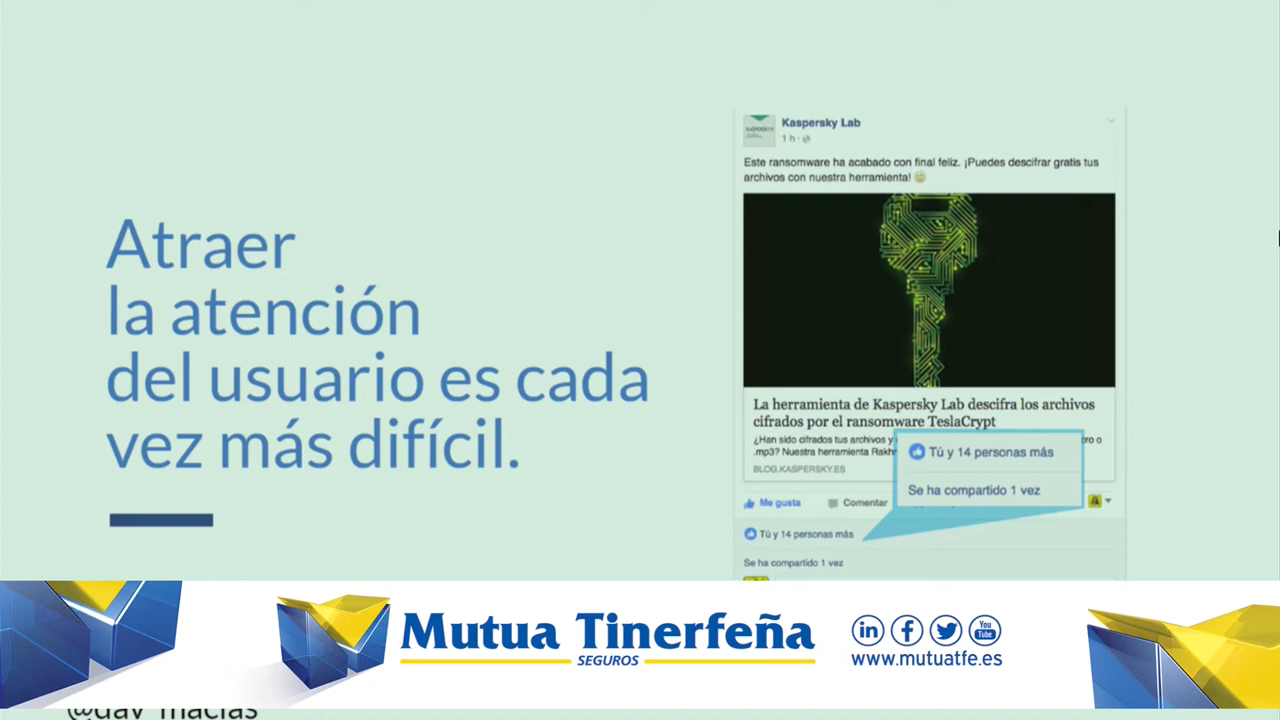 Atraer
la atención
del usuario es cada
vez más difícil.
Kaspersky Lab
1 h
Este ransomware ha acabado con final feliz. ¡Puedes descifrar gratis tus
archivos con nuestra herramienta!
La herramienta de Kaspersky Lab descifra los archivos
cifrados por el ransomware TeslaCrypt
¿Han sido cifrados tus archivos y
.mp3? Nuestra herramienta
BLOG.KASPERSKY.ES
Tú y 14 personas más
Se ha compartido 1 vez
Me gusta
Comentar
Tú y 14 personas más
Se ha compartido 1 vez
Mutua Tinerfeña
SEGUROS
in f You Tube
www.mutuatfe.es
@dav_macias